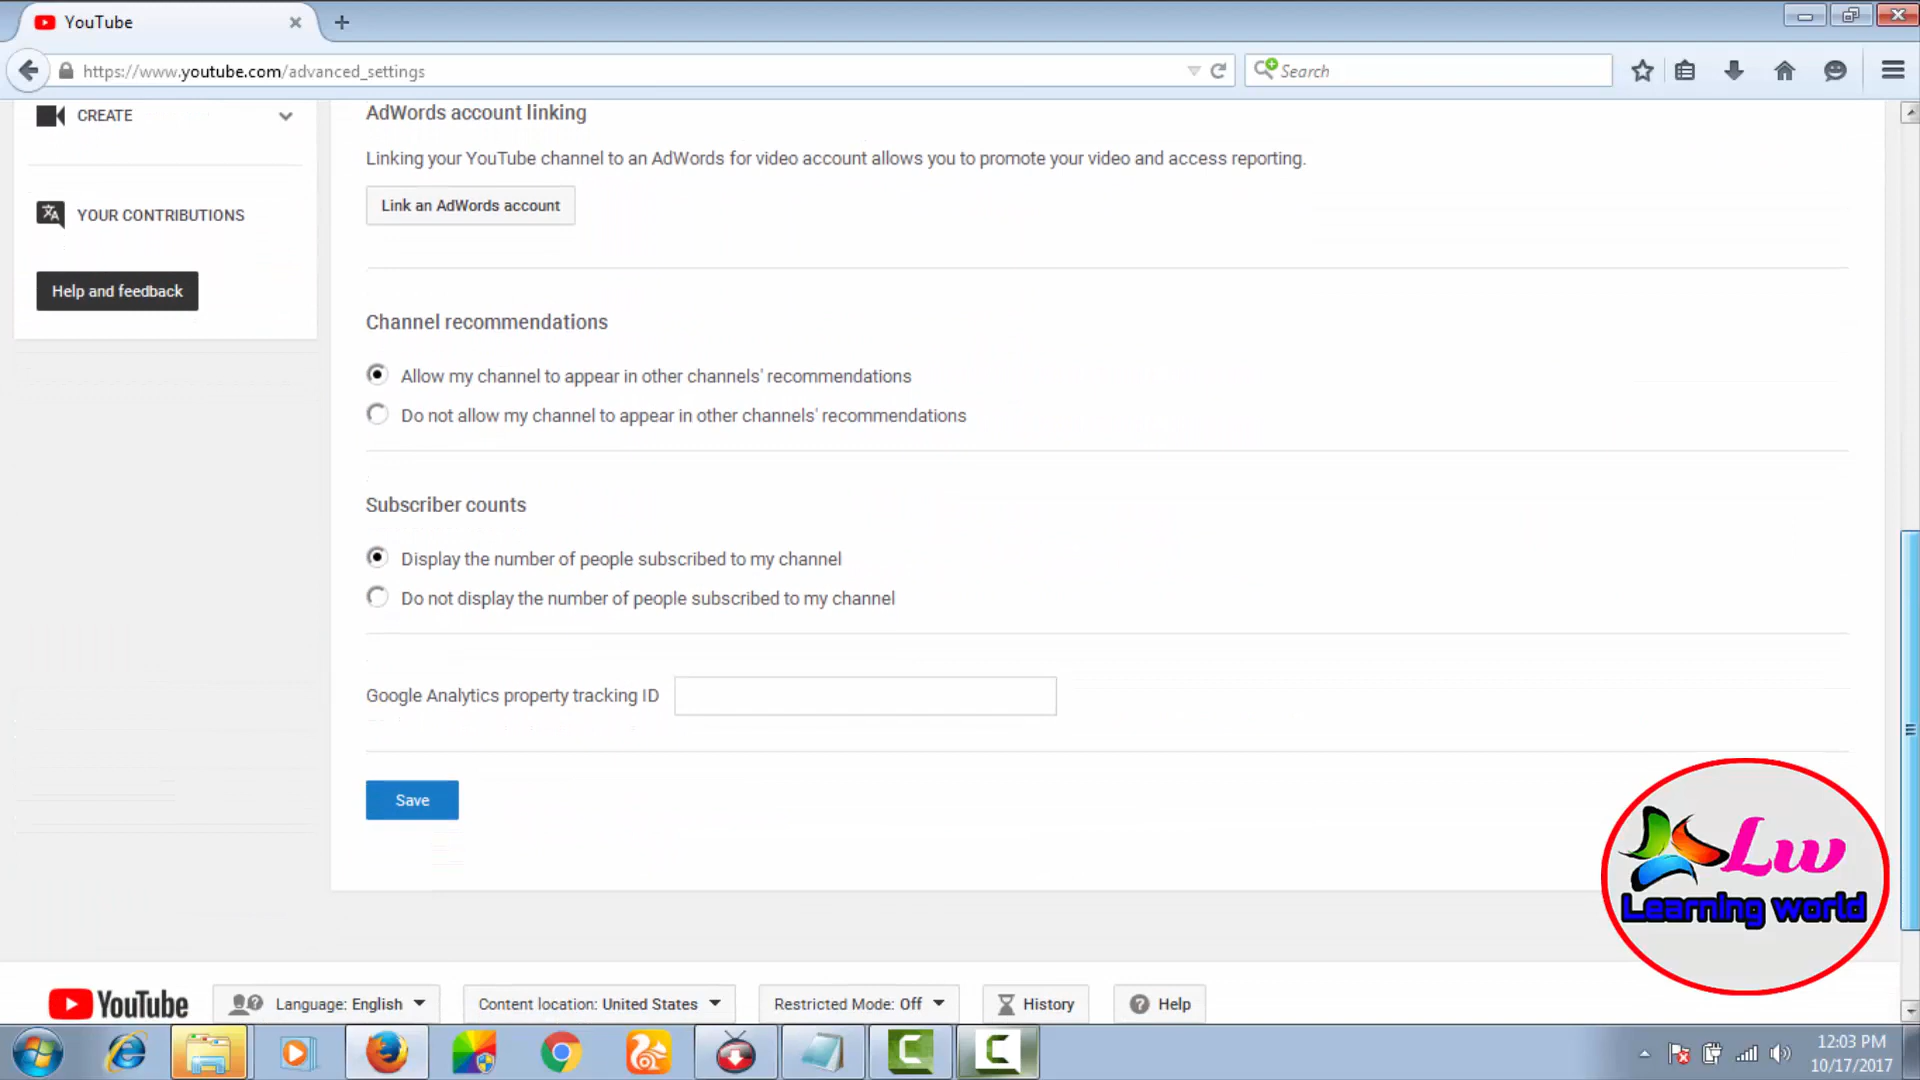 YouTube
https://www.youtube.com/advanced_settings
Search
CREATE
AdWords account linking
Linking your YouTube channel to an AdWords for video account allows you to promote your video and access reporting.
Link an AdWords account
YOUR CONTRIBUTIONS
Help and feedback
Channel recommendations
Allow my channel to appear in other channels' recommendations
Do not allow my channel to appear in other channels' recommendations
Subscriber counts
Display the number of people subscribed to my channel
Do not display the number of people subscribed to my channel
Google Analytics property tracking ID
Save
Lw
Learning world
YouTube
Language: English
Content location: United States
Restricted Mode: Off
History
Help
12:03 PM
10/17/2017